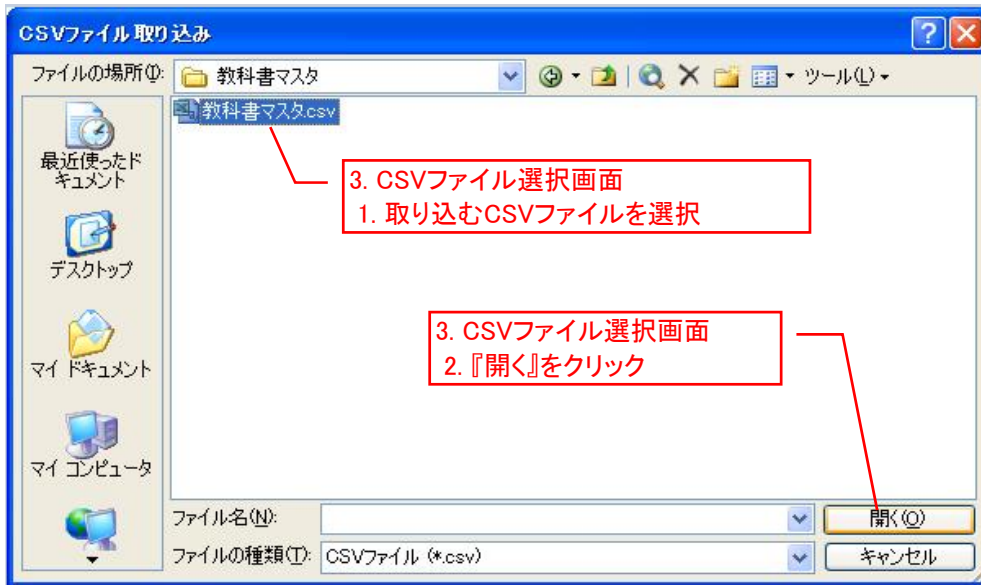 CSVファイル取り込み
ファイルの場所(I):
教科書マスタ
ツール(L)
教科書マスタ.csv
最近使ったド
キュメント
デスクトップ
マイ ドキュメント
マイ コンピュータ
3. CSVファイル選択画面
1. 取り込むCSVファイルを選択
3. CSVファイル選択画面
2.『開く』をクリック
ファイル名(N):
開く(O)
ファイルの種類(T):
CSVファイル (*.csv)
キャンセル